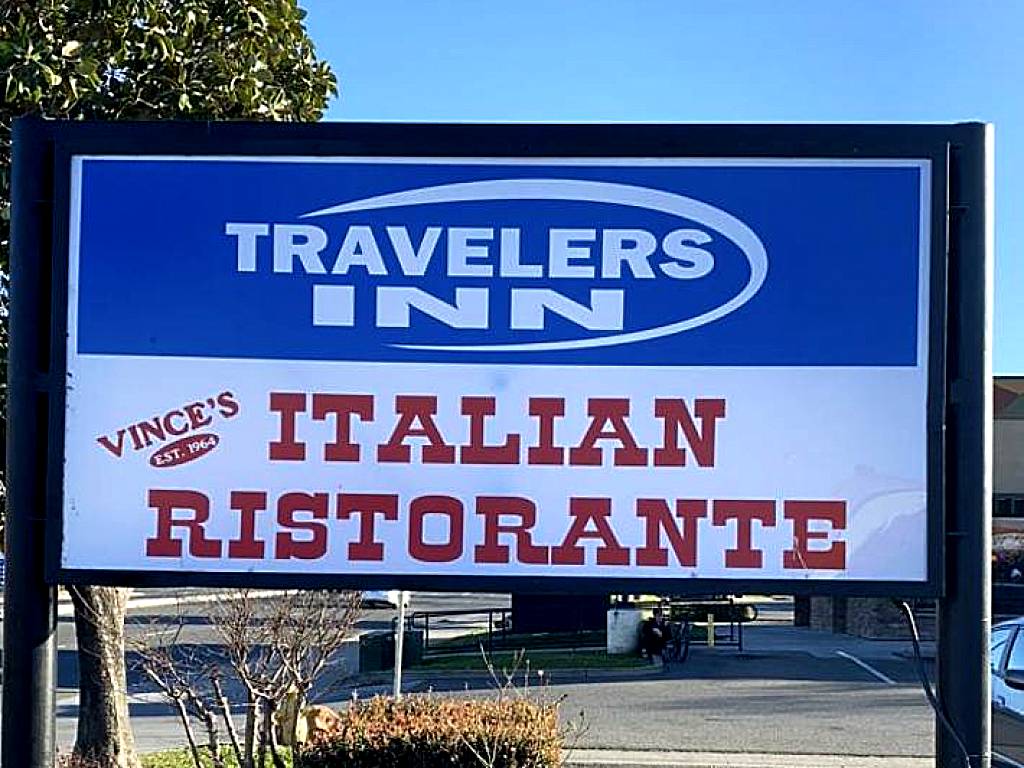 TRAVELERS
INN
VINCE'S
EST. 1964
ITALIAN
RISTORANTE